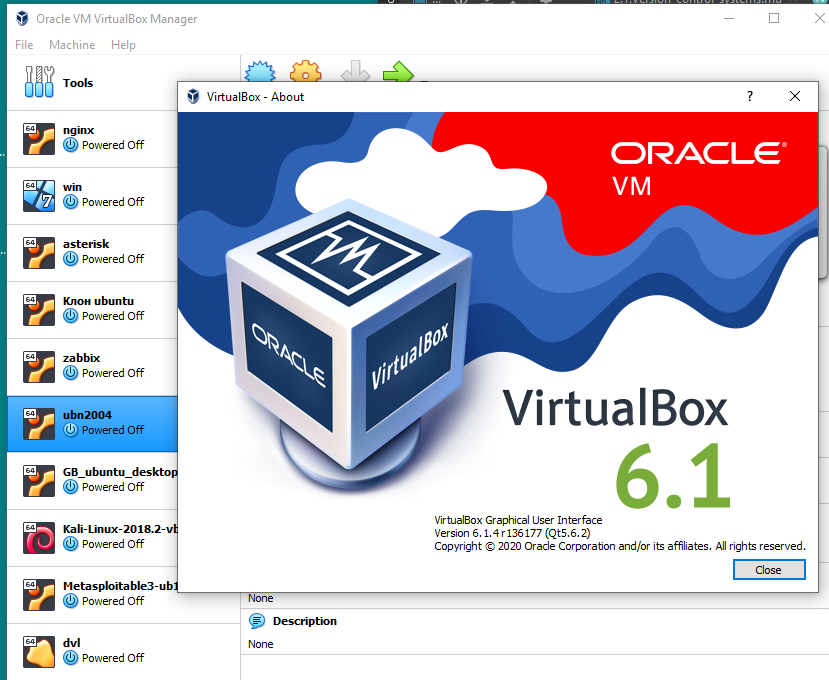 Oracle VM VirtualBox Manager
File Machine Help
Tools
64 nginx
Powered Off
64 win
7 Powered Off
64 asterisk
Powered Off
64 Клон ubuntu
Powered Off
64 zabbix
Powered Off
64 ubn2004
Powered Off
64 GB_ubuntu_desktop
Powered Off
64 Kali-Linux-2018.2-vb
Powered Off
64 Metasploitable3-ub1
Powered Off
64 dvl
Powered Off
VirtualBox - About
?
ORACLE®
VM
ORACLE
VirtualBox
VirtualBox
6.1
VirtualBox Graphical User Interface
Version 6.1.4 r136177 (Qt5.6.2)
Copyright © 2020 Oracle Corporation and/or its affiliates. All rights reserved.
Close
None
Description
None